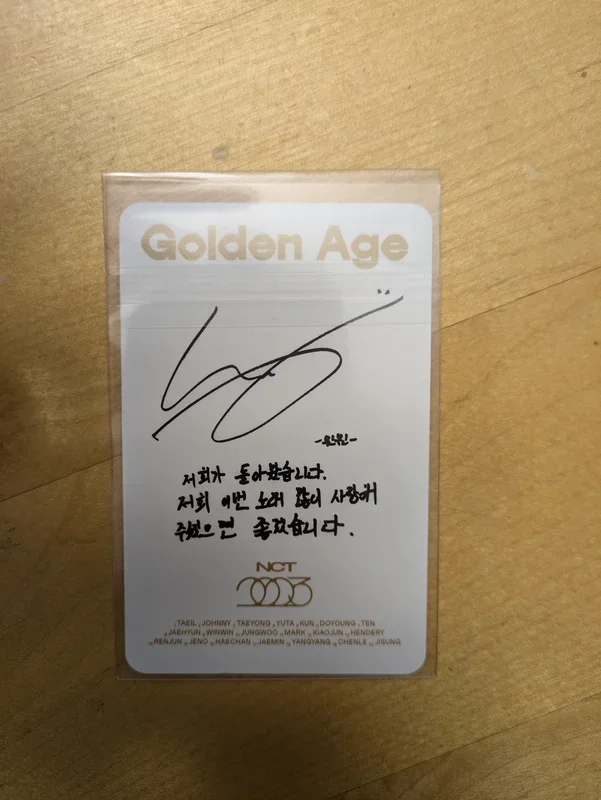 Golden Age
-윈윈-
저희가 돌아왔습니다.
저희 이번 노래 많이 사랑해
주셨으면 좋겠습니다.
NCT
2023
TAEIL JOHNNY TAEYONG YUTA KUN DOYOUNG TEN
JAEHYUN WINWIN JUNGWOO MARK XIAOJUN HENDERY
RENJUN JENO HAECHAN JAEMIN YANGYANG CHENLE JISUNG